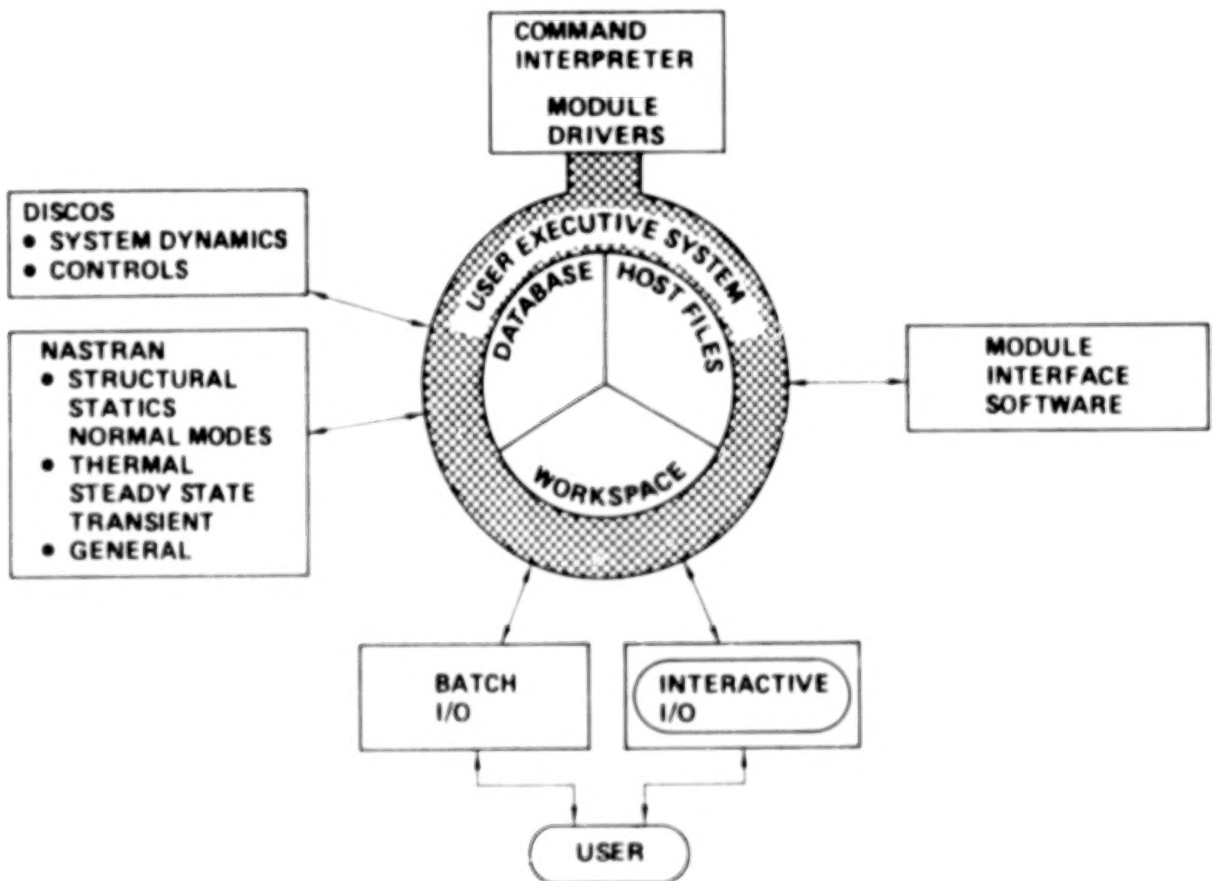 COMMAND
INTERPRETER
MODULE
DRIVERS
DISCOS
• SYSTEM DYNAMICS
• CONTROLS
NASTRAN
• STRUCTURAL
STATICS
NORMAL MODES
• THERMAL
STEADY STATE
TRANSIENT
• GENERAL
USER EXECUTIVE SYSTEM
DATABASE
HOST FILES
WORKSPACE
MODULE
INTERFACE
SOFTWARE
BATCH
I/O
INTERACTIVE
I/O
USER